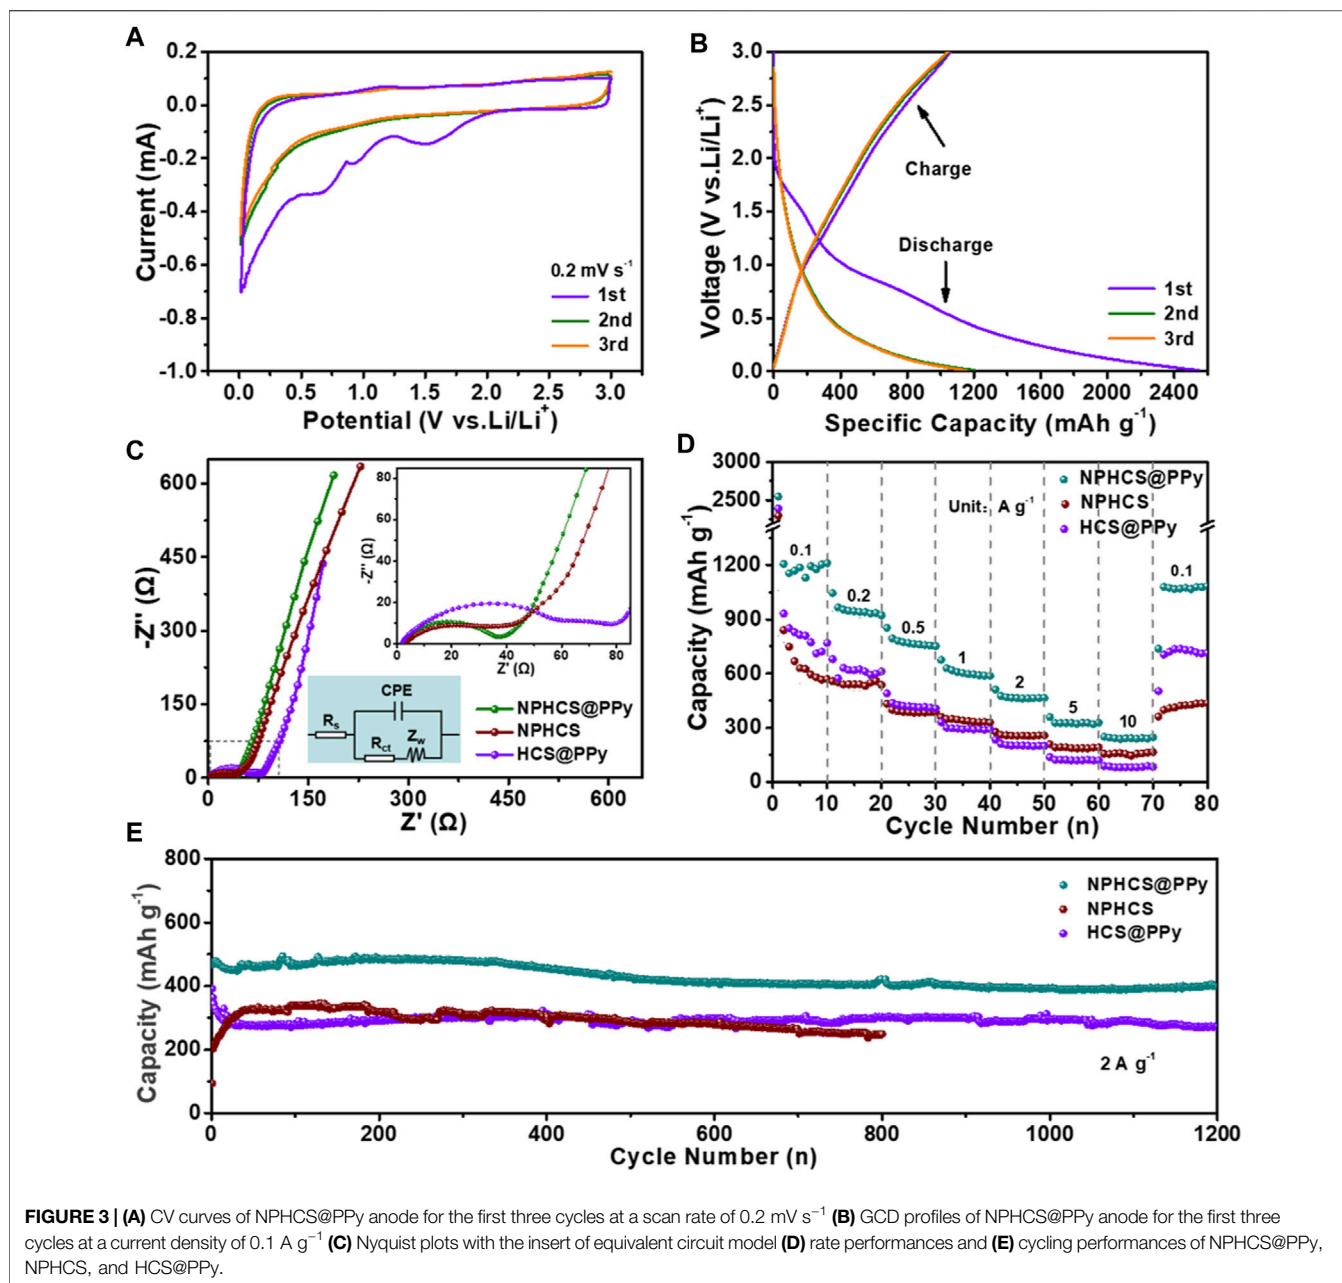 A
0.2
0.0
-0.2
-0.4
-0.6
-0.8
-1.0
Current (mA)
0.2 mV s⁻¹
1st
2nd
3rd
0.0 0.5 1.0 1.5 2.0 2.5 3.0
Potential (V vs.Li/Li⁺)
B
3.0
2.5
2.0
1.5
1.0
0.5
0.0
Voltage (V vs.Li/Li⁺)
Charge
Discharge
1st
2nd
3rd
0 400 800 1200 1600 2000 2400
Specific Capacity (mAh g⁻¹)
C
600
450
300
150
0
-Z'' (Ω)
80
60
40
20
0
-Z'' (Ω)
0 20 40 60 80
Z' (Ω)
CPE
Rs
Rct
Zw
NPHCS@PPy
NPHCS
HCS@PPy
0 150 300 450 600
Z' (Ω)
D
3000
2500
1200
900
600
300
0
Capacity (mAh g⁻¹)
NPHCS@PPy
NPHCS
HCS@PPy
Unit: A g⁻¹
0.1
0.2
0.5
1
2
5
10
0.1
0 10 20 30 40 50 60 70 80
Cycle Number (n)
E
800
600
400
200
0
Capacity (mAh g⁻¹)
NPHCS@PPy
NPHCS
HCS@PPy
2 A g⁻¹
0 200 400 600 800 1000 1200
Cycle Number (n)
FIGURE 3 | (A) CV curves of NPHCS@PPy anode for the first three cycles at a scan rate of 0.2 mV s⁻¹ (B) GCD profiles of NPHCS@PPy anode for the first three
cycles at a current density of 0.1 A g⁻¹ (C) Nyquist plots with the insert of equivalent circuit model (D) rate performances and (E) cycling performances of NPHCS@PPy,
NPHCS, and HCS@PPy.